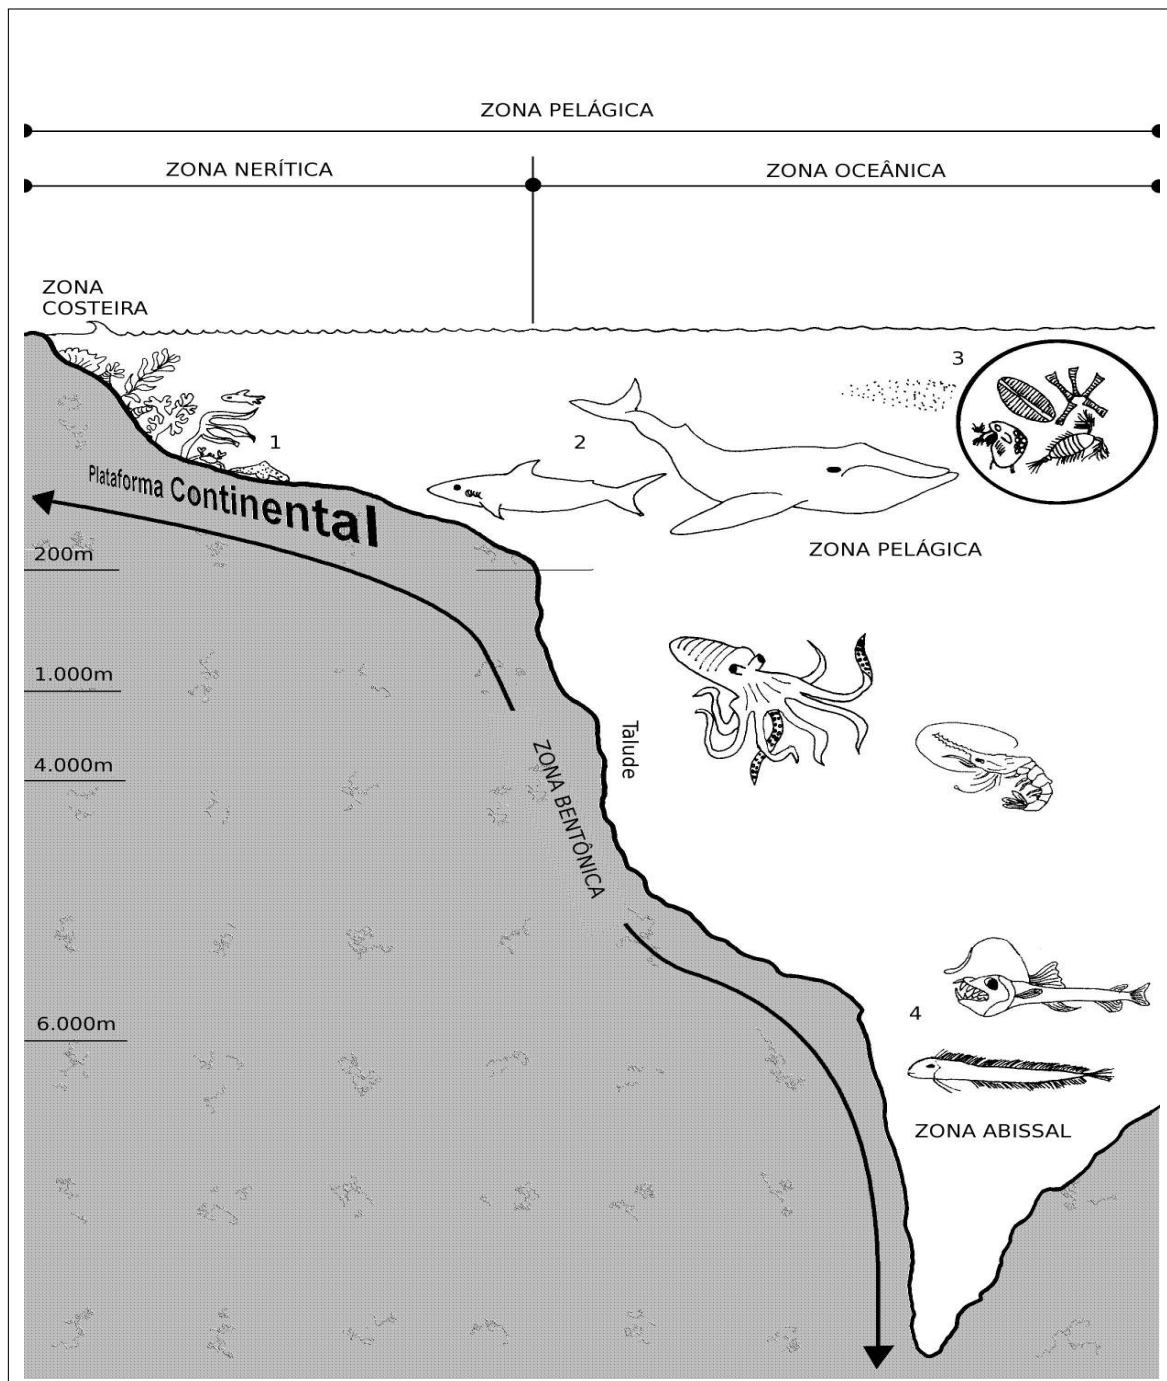 ZONA PELÁGICA
ZONA NERÍTICA
ZONA OCEÂNICA
ZONA
COSTEIRA
3
1
2
Plataforma Continental
ZONA PELÁGICA
200m
1.000m
Talude
4.000m
ZONA BENTÔNICA
4
6.000m
ZONA ABISSAL